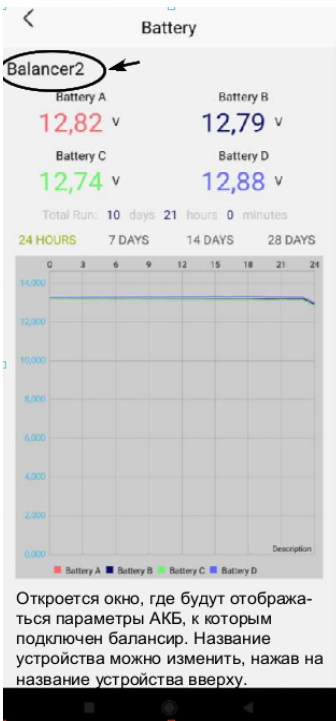 Battery
Balancer2
Battery A Battery B
12,82 V 12,79 V
Battery C Battery D
12,74 V 12,88 V
Total Run: 10 days 21 hours 0 minutes
24 HOURS 7 DAYS 14 DAYS 28 DAYS
0 3 6 9 12 15 18 21 24
14,000
12,000
10,000
8,000
6,000
4,000
2,000
0,000
Description
Battery A Battery B Battery C Battery D
Откроется окно, где будут отобража-
ться параметры АКБ, к которым
подключен балансир. Название
устройства можно изменить, нажав на
название устройства вверху.